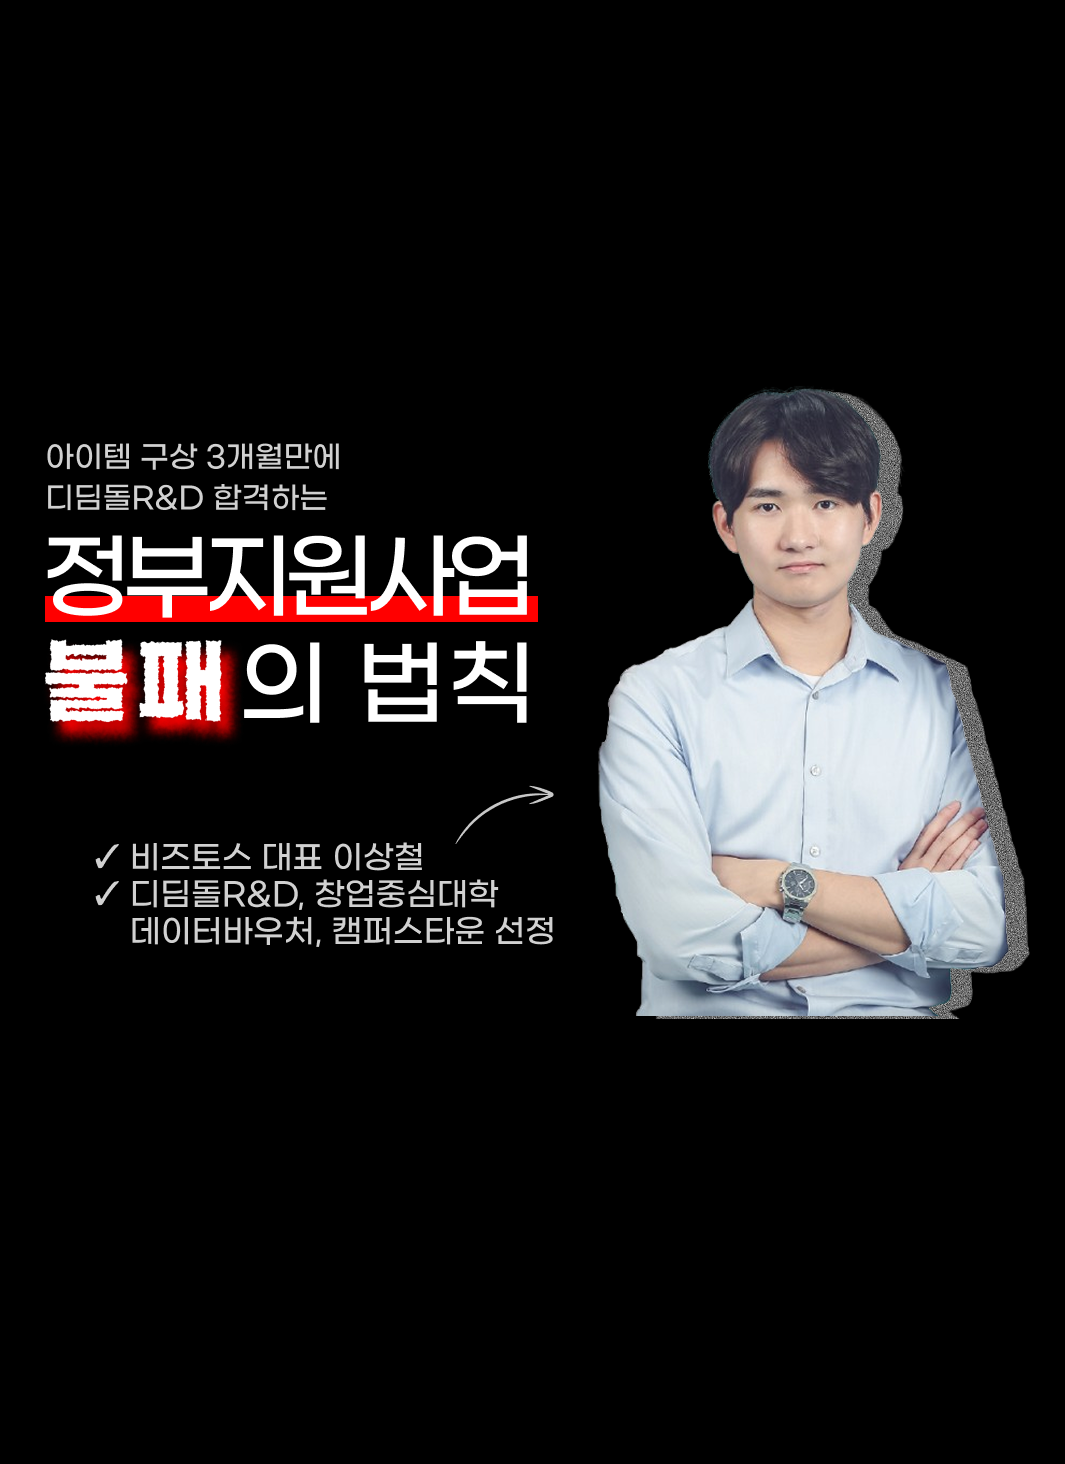 아이템 구상 3개월만에
디딤돌R&D 합격하는
정부지원사업
불패의 법칙
✓ 비즈토스 대표 이상철
✓ 디딤돌R&D, 창업중심대학
데이터바우처, 캠퍼스타운 선정